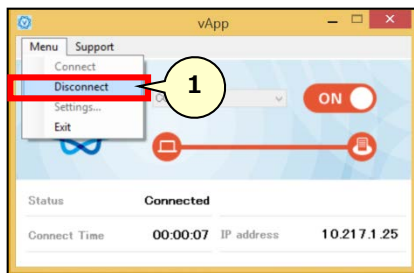 vApp
Menu Support
Connect
Disconnect
1
Settings...
Exit
ON
Status Connected
Connect Time 00:00:07 IP address 10.217.1.25